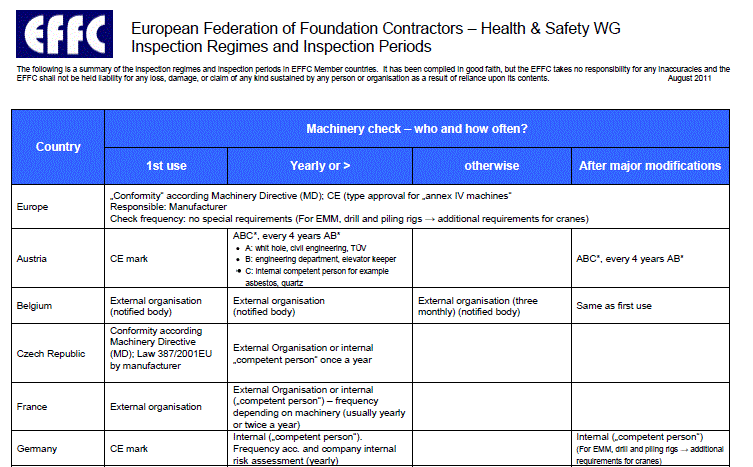 EFFC
European Federation of Foundation Contractors – Health & Safety WG
Inspection Regimes and Inspection Periods
The following is a summary of the inspection regimes and inspection periods in EFFC Member countries. It has been compiled in good faith, but the EFFC takes no responsibility for any inaccuracies and the
EFFC shall not be held liability for any loss, damage, or claim of any kind sustained by any person or organisation as a result of reliance upon its contents. August 2011
Country
Machinery check – who and how often?
1st use
Yearly or >
otherwise
After major modifications
Europe
„Conformity“ according Machinery Directive (MD); CE (type approval for „annex IV machines“
Responsible: Manufacturer
Check frequency: no special requirements (For EMM, drill and piling rigs → additional requirements for cranes)
Austria
CE mark
ABC*, every 4 years AB*
• A: whit hole, civil engineering, TÜV
• B: engineering department, elevator keeper
• C: internal competent person for example
asbestos, quartz
ABC*, every 4 years AB*
Belgium
External organisation
(notified body)
External organisation
(notified body)
External organisation (three
monthly) (notified body)
Same as first use
Czech Republic
Conformity according
Machinery Directive
(MD); Law 387/2001EU
by manufacturer
External Organisation or internal
„competent person“ once a year
France
External organisation
External Organisation or internal
(„competent person“) – frequency
depending on machinery (usually yearly
or twice a year)
Germany
CE mark
Internal („competent person“).
Frequency acc. and company internal
risk assessment (yearly)
Internal („competent person“)
(For EMM, drill and piling rigs → additional
requirements for cranes)